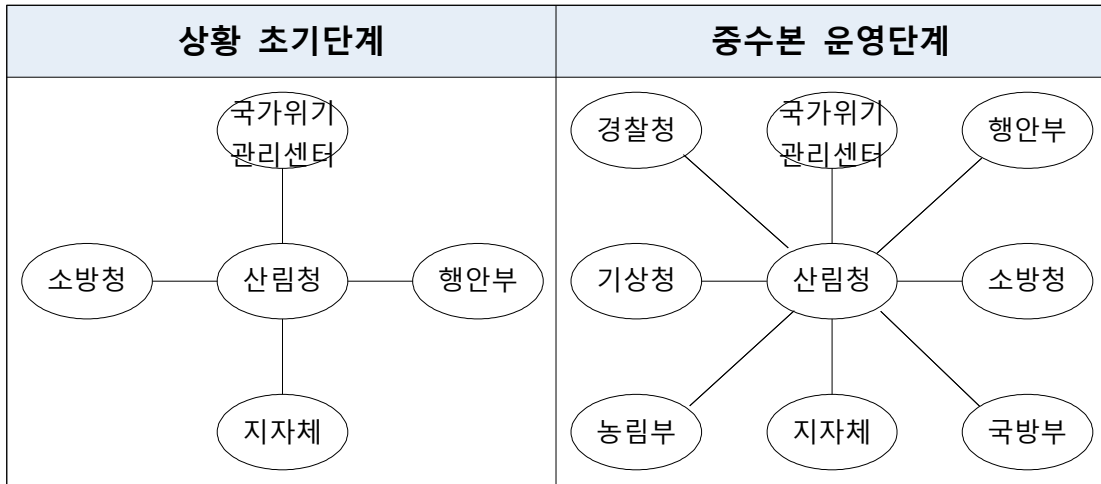 상황 초기단계
국가위기
관리센터
소방청
산림청
행안부
지자체
중수본 운영단계
경찰청
국가위기
관리센터
행안부
기상청
산림청
소방청
농림부
지자체
국방부